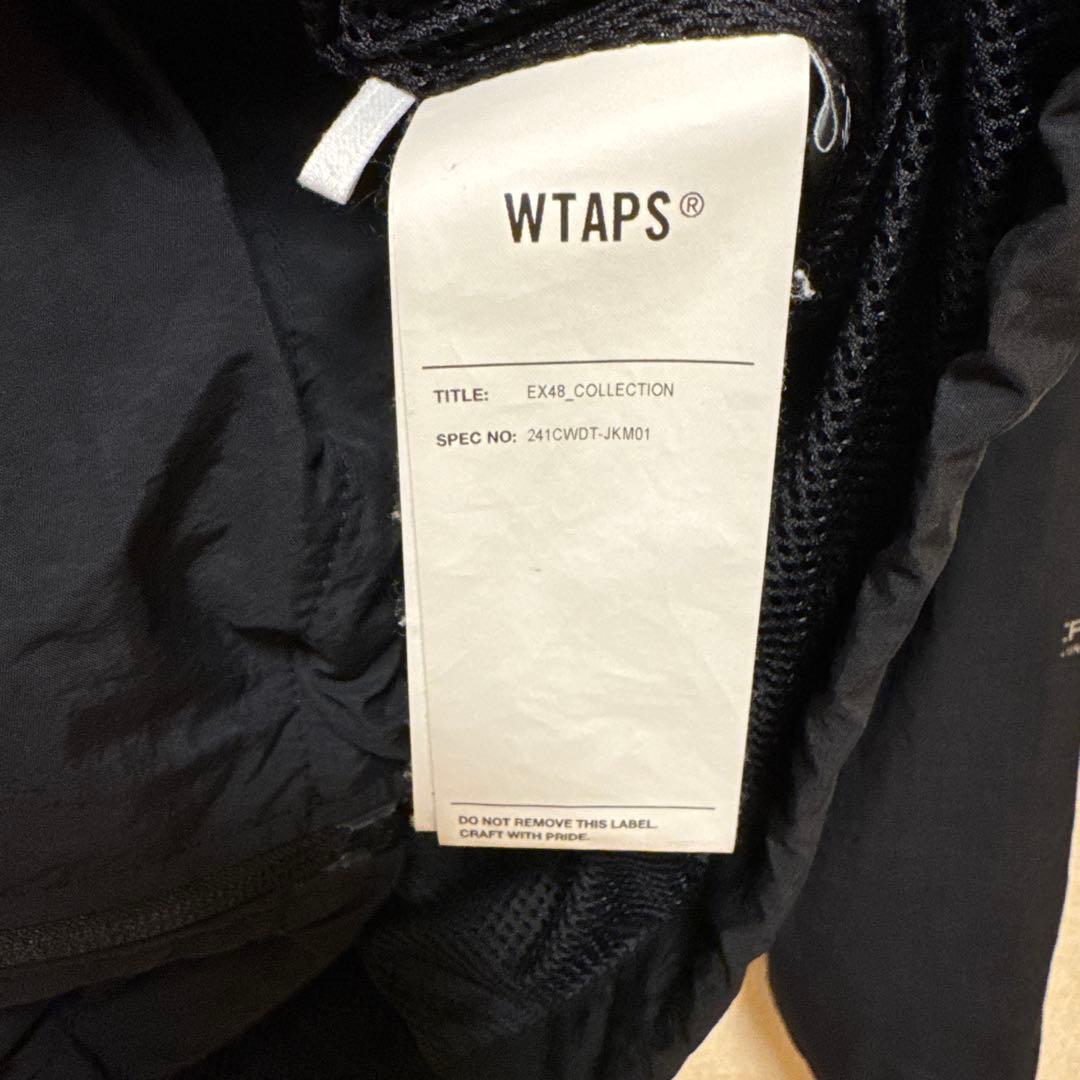 WTAPS®
TITLE: EX48_COLLECTION
SPEC NO: 241CWDT-JKM01
DO NOT REMOVE THIS LABEL.
CRAFT WITH PRIDE.